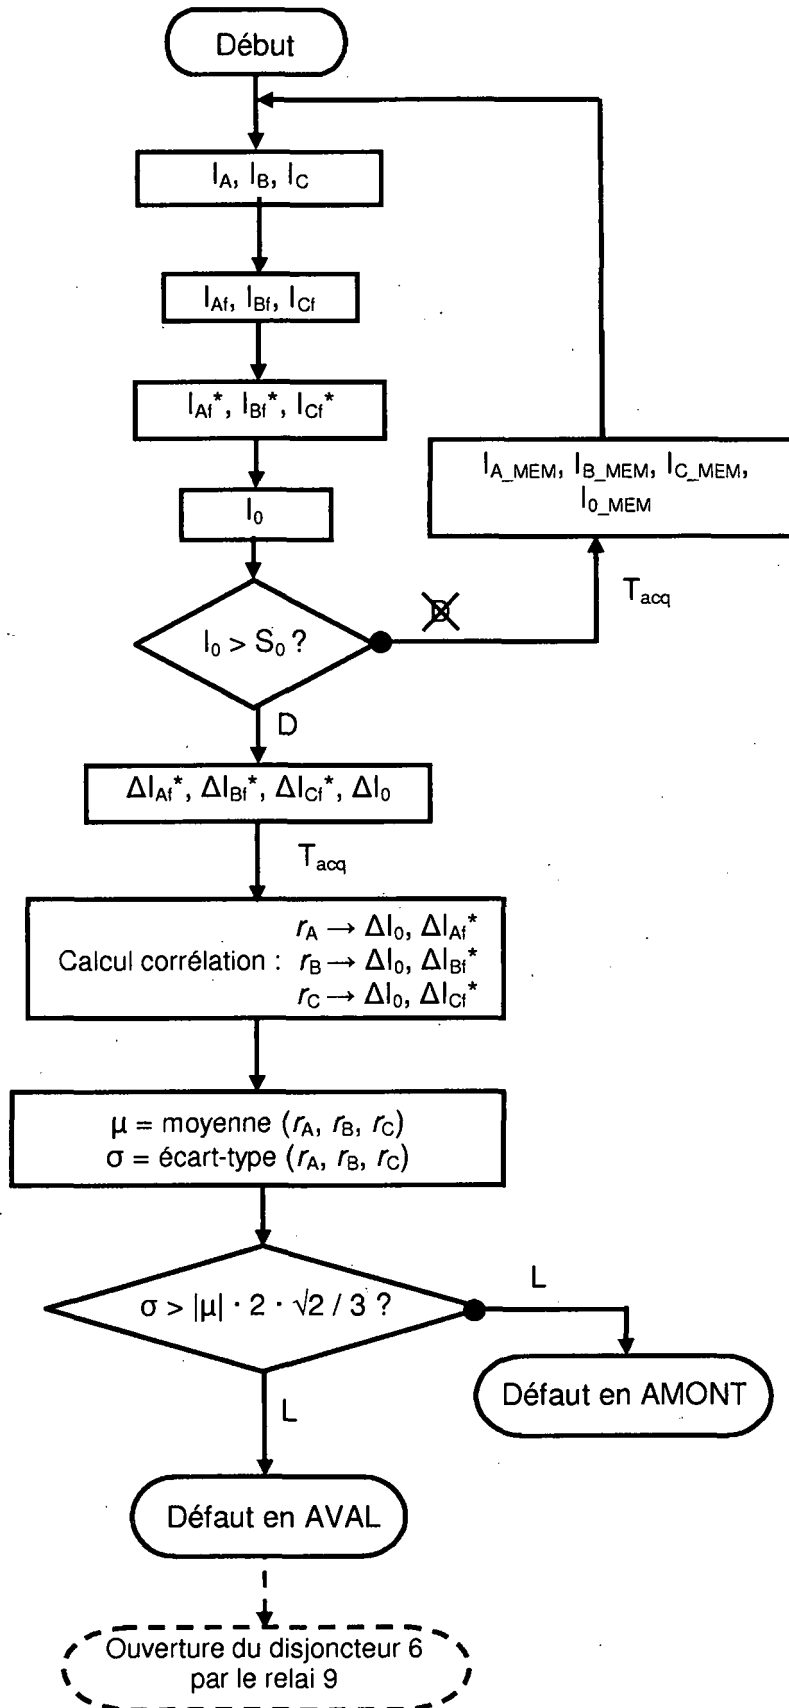 Début
I_A, I_B, I_C
I_Af, I_Bf, I_Cf
I_Af*, I_Bf*, I_Cf*
I_A_MEM, I_B_MEM, I_C_MEM,
I_0_MEM
I_0
T_acq
D
I_0 > S_0 ?
D
ΔI_Af*, ΔI_Bf*, ΔI_Cf*, ΔI_0
T_acq
r_A → ΔI_0, ΔI_Af*
Calcul corrélation : r_B → ΔI_0, ΔI_Bf*
r_C → ΔI_0, ΔI_Cf*
μ = moyenne (r_A, r_B, r_C)
σ = écart-type (r_A, r_B, r_C)
L
σ > |μ| · 2 · √2 / 3 ?
Défaut en AMONT
L
Défaut en AVAL
Ouverture du disjoncteur 6
par le relai 9